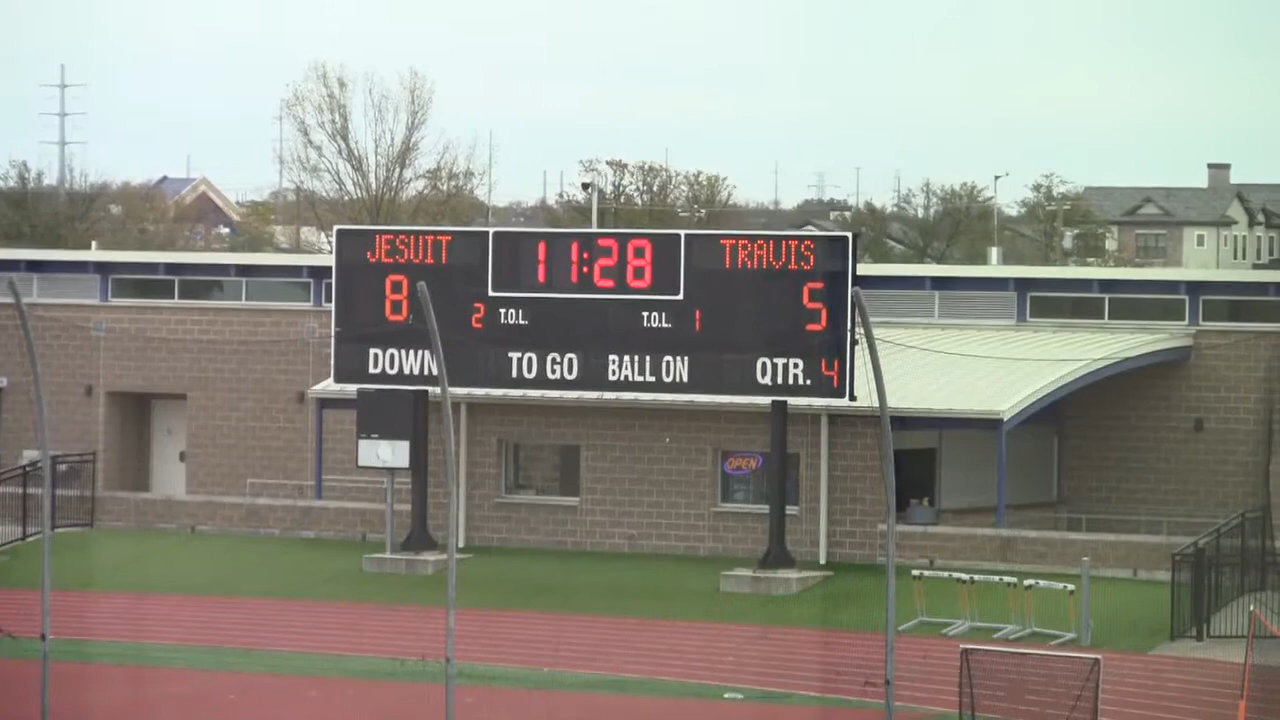 JESUIT 11:28 TRAVIS
8 2 T.O.L. T.O.L. 1 5
DOWN TO GO BALL ON QTR. 4
OPEN